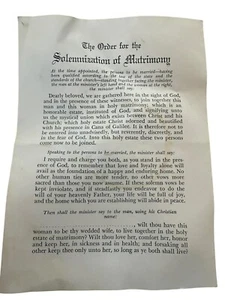 The Order for the
Solemnization of Matrimony
At the time appointed, the persons to be married—having
been qualified according to the law of the state and the
standards of the church—standing together facing the minister,
the man at the minister's left hand and the woman at the right,
the minister shall say:
Dearly beloved, we are gathered here in the sight of God,
and in the presence of these witnesses, to join together this
man and this woman in holy matrimony; which is an
honorable estate, instituted of God, and signifying unto
us the mystical union which exists between Christ and his
Church; which holy estate Christ adorned and beautified
with his presence in Cana of Galilee. It is therefore not to
be entered into unadvisedly, but reverently, discreetly, and
in the fear of God. Into this holy estate these two persons
come now to be joined.
Speaking to the persons to be married, the minister shall say:
I require and charge you both, as you stand in the pres-
ence of God, to remember that love and loyalty alone will
avail as the foundation of a happy and enduring home. No
other human ties are more tender, no other vows more
sacred than those you now assume. If these solemn vows be
kept inviolate, and if steadfastly you endeavor to do the
will of your heavenly Father, your life will be full of joy,
and the home which you are establishing will abide in peace.
Then shall the minister say to the man, using his Christian
name:
, wilt thou have this
woman to be thy wedded wife, to live together in the holy
estate of matrimony? Wilt thou love her, comfort her, honor
and keep her, in sickness and in health; and forsaking all
other keep thee only unto her, so long as ye both shall live?